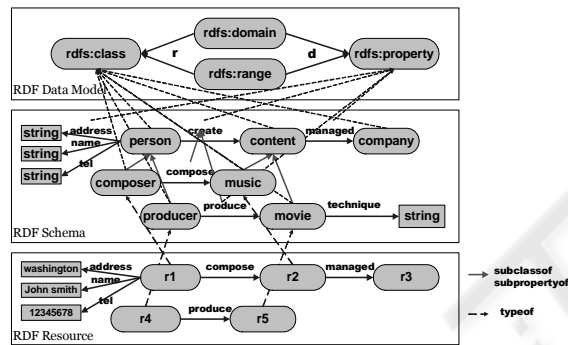 rdfs:domain
rdfs:class
r
d
rdfs:property
rdfs:range
RDF Data Model
string
address
person
create
content
managed
company
string
name
string
tel
composer
compose
music
producer
produce
movie
technique
string
RDF Schema
washington
address
r1
compose
r2
managed
r3
John smith
name
12345678
tel
r4
produce
r5
RDF Resource
subclassof
subpropertyof
typeof